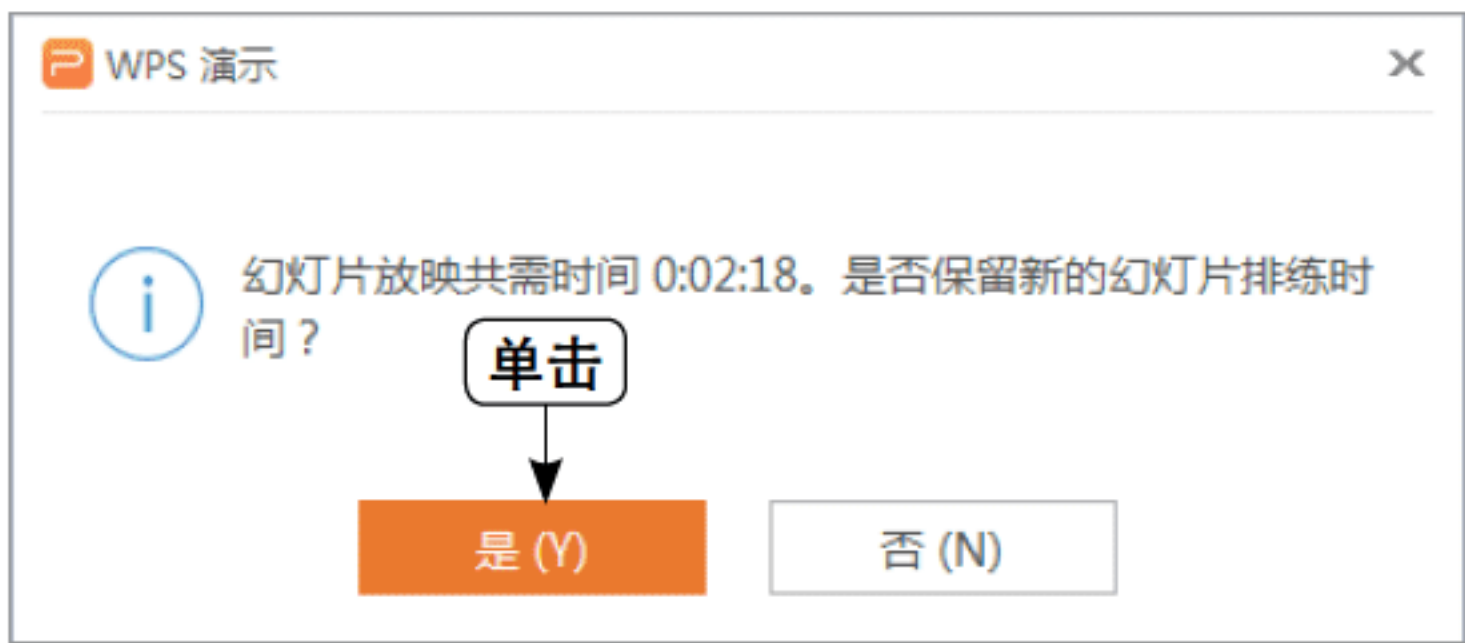 WPS 演示
幻灯片放映共需时间 0:02:18。是否保留新的幻灯片排练时
间？
单击
是 (Y)
否 (N)